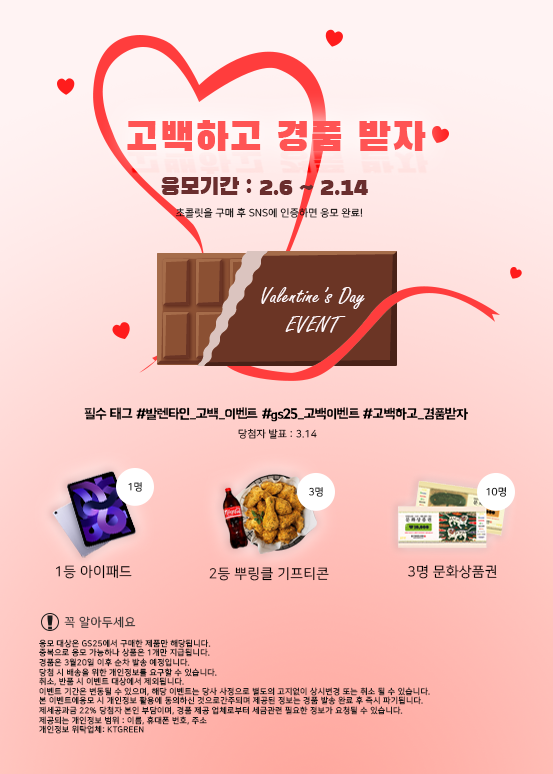 고백하고 경품 받자
응모기간 : 2.6 ~ 2.14
초콜릿을 구매 후 SNS에 인증하면 응모 완료!
Valentine's Day
EVENT
필수 태그 #발렌타인_고백_이벤트 #gs25_고백이벤트 #고백하고_경품받자
당첨자 발표 : 3.14
1명
3명
10명
1등 아이패드
2등 뿌링클 기프티콘
3명 문화상품권
꼭 알아두세요
응모 대상은 GS25에서 구매한 제품만 해당됩니다.
중복으로 응모 가능하나 상품은 1개만 지급됩니다.
경품은 3월20일 이후 순차 발송 예정입니다.
당첨 시 배송을 위한 개인정보를 요구할 수 있습니다.
취소, 반품 시 이벤트 대상에서 제외됩니다.
이벤트 기간은 변동될 수 있으며, 해당 이벤트는 당사 사정으로 별도의 고지없이 상시변경 또는 취소 될 수 있습니다.
본 이벤트에응모 시 개인정보 활용에 동의하신 것으로간주되며 제공된 정보는 경품 발송 완료 후 즉시 파기됩니다.
제세공과금 22% 당첨자 본인 부담이며, 경품 제공 업체로부터 세금관련 필요한 정보가 요청될 수 있습니다.
제공되는 개인정보 범위 : 이름, 휴대폰 번호, 주소
개인정보 위탁업체: KTGREEN